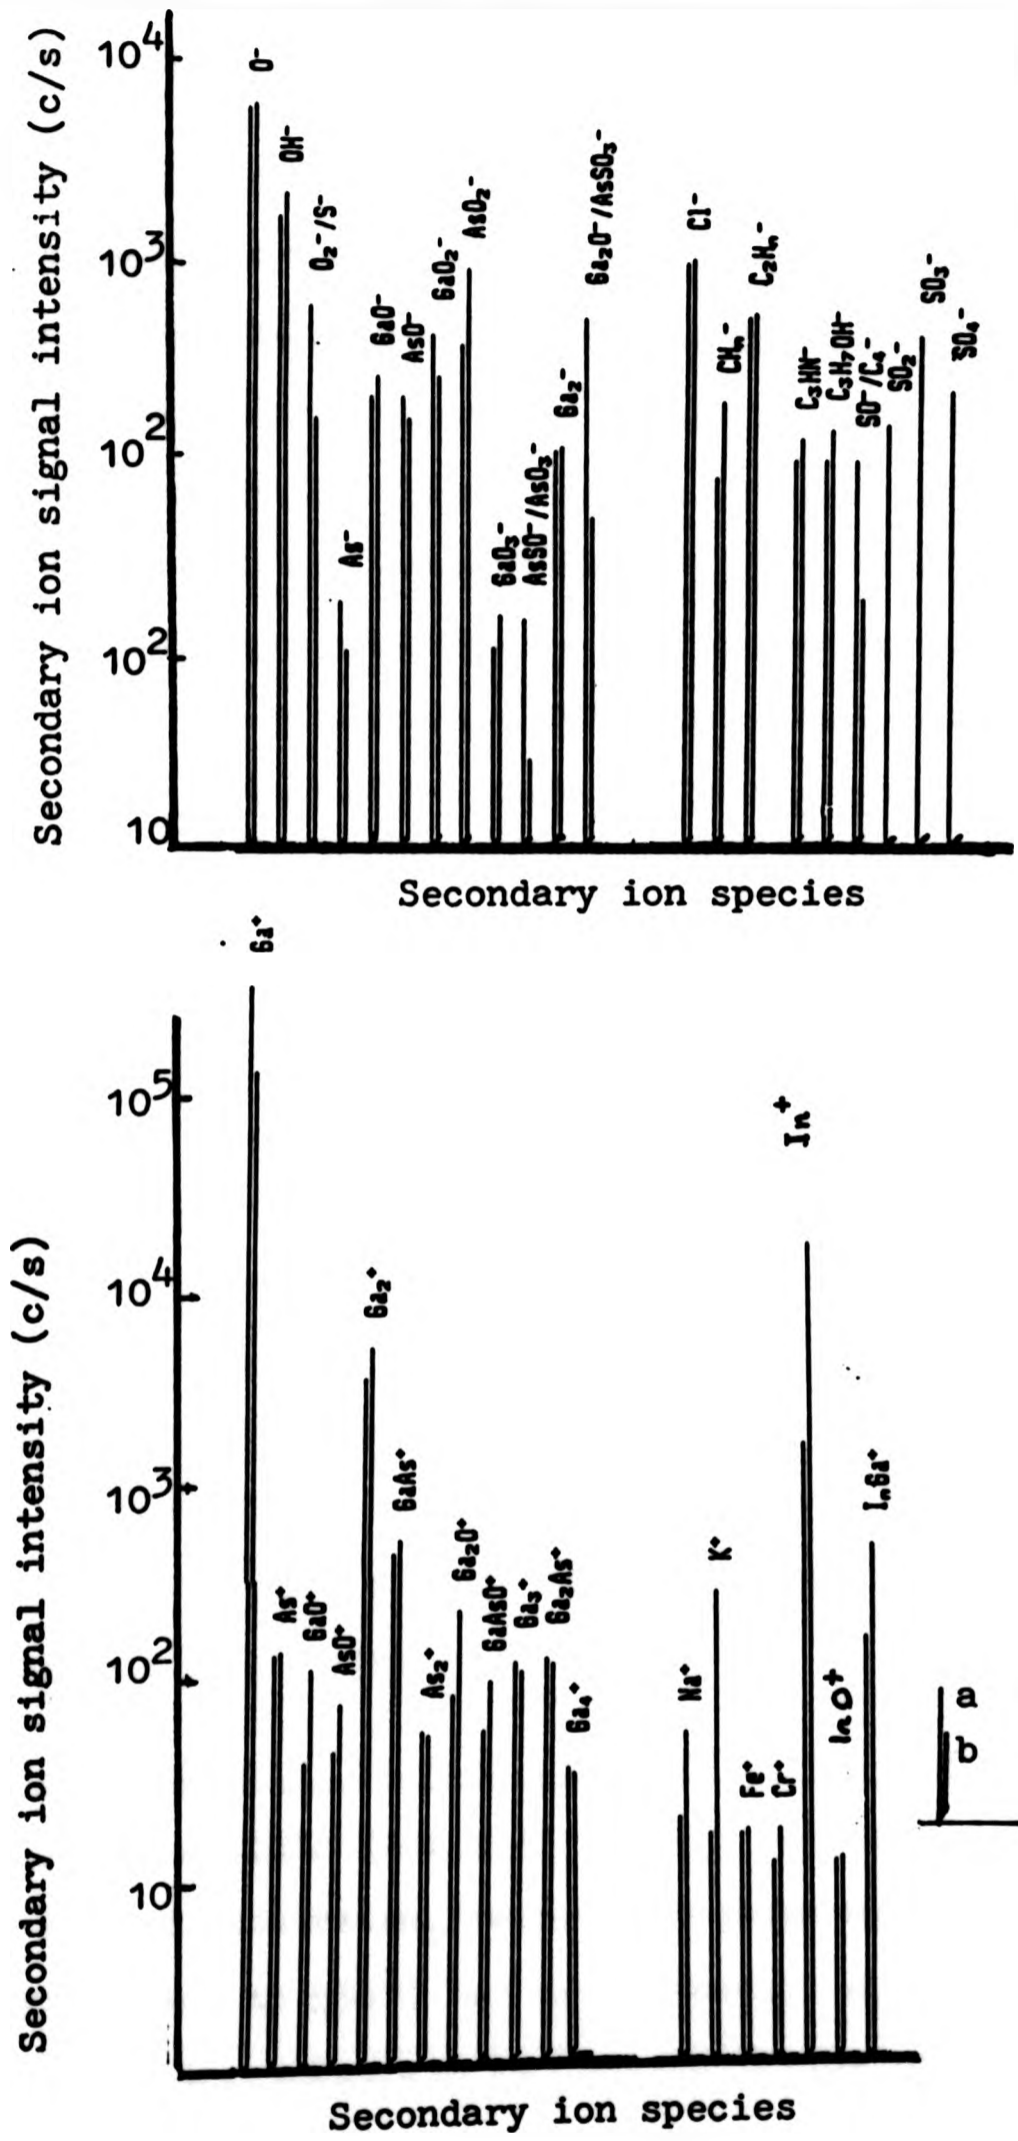 Secondary ion signal intensity (c/s)
10⁴
10³
10²
10²
10
O⁻
OH⁻
O₂⁻/S⁻
As⁻
GaO⁻
AsO⁻
GaO₂⁻
AsO₂⁻
GaO₃⁻
AsSO⁻/AsO₃⁻
Ga₂⁻
Ga₂O⁻/AsSO₃⁻
Cl⁻
CHₙ⁻
C₂Hₙ⁻
C₃HN⁻
C₃H₇OH⁻
SO⁻/C₄⁻
SO₂⁻
SO₃⁻
SO₄⁻
Secondary ion species
Secondary ion signal intensity (c/s)
10⁵
10⁴
10³
10²
10
Ga⁺
As⁺
GaO⁺
AsO⁺
Ga₂⁺
GaAs⁺
As₂⁺
Ga₂O⁺
GaAsO⁺
Ga₃⁺
Ga₂As⁺
Ga₄⁺
Na⁺
K⁺
Fe⁺
Cr⁺
In⁺
InO⁺
InGa⁺
a
b
Secondary ion species